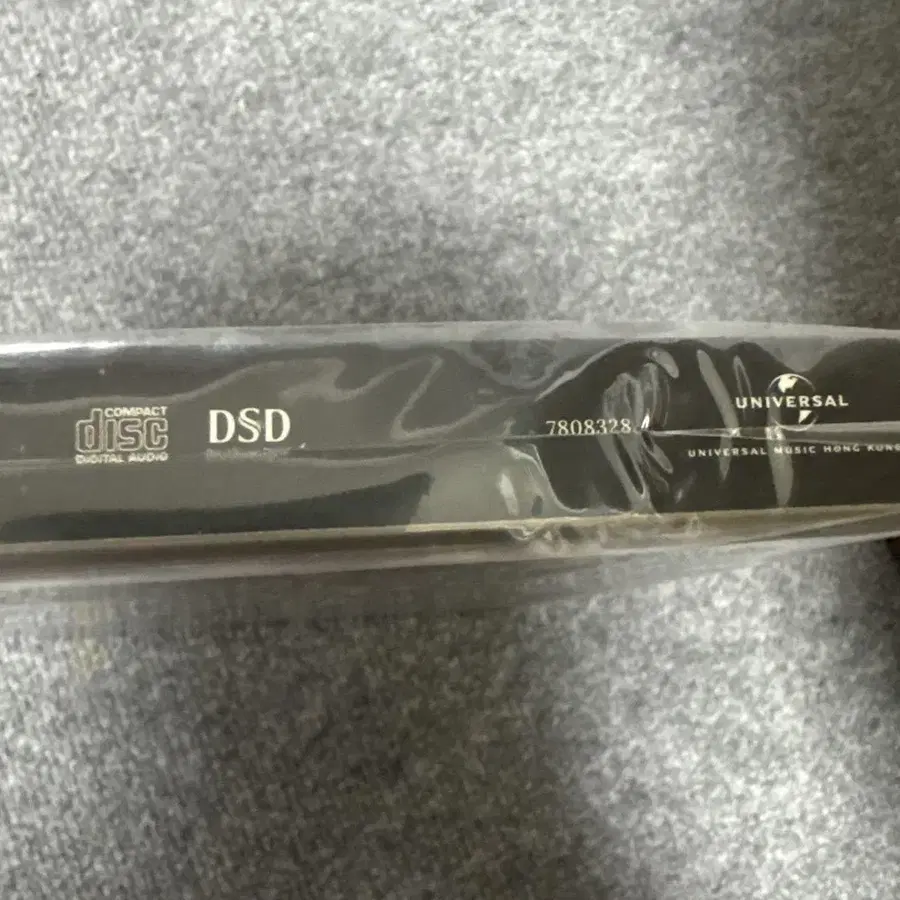 COMPACT
disc
DIGITAL AUDIO
DSD
7808328
UNIVERSAL
UNIVERSAL MUSIC HONG KONG